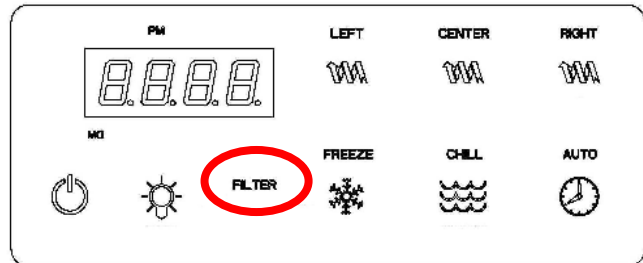 PM
LEFT CENTER RIGHT
8.8.8.8.
MO
FREEZE CHILL AUTO
FILTER